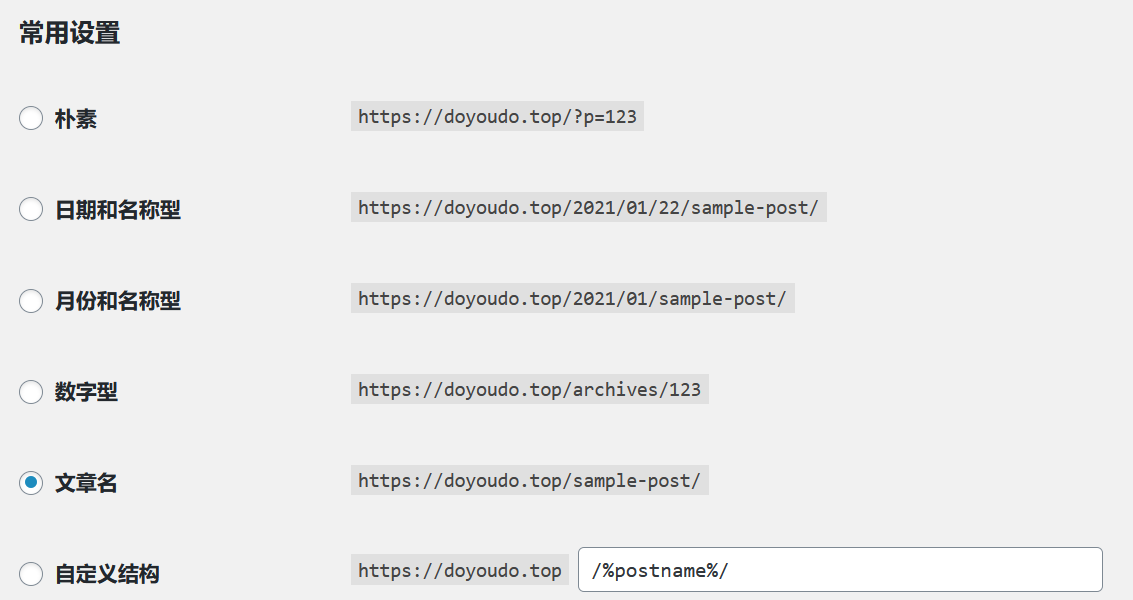 常用设置
朴素 https://doyoudo.top/?p=123
日期和名称型 https://doyoudo.top/2021/01/22/sample-post/
月份和名称型 https://doyoudo.top/2021/01/sample-post/
数字型 https://doyoudo.top/archives/123
文章名 https://doyoudo.top/sample-post/
自定义结构 https://doyoudo.top /%postname%/